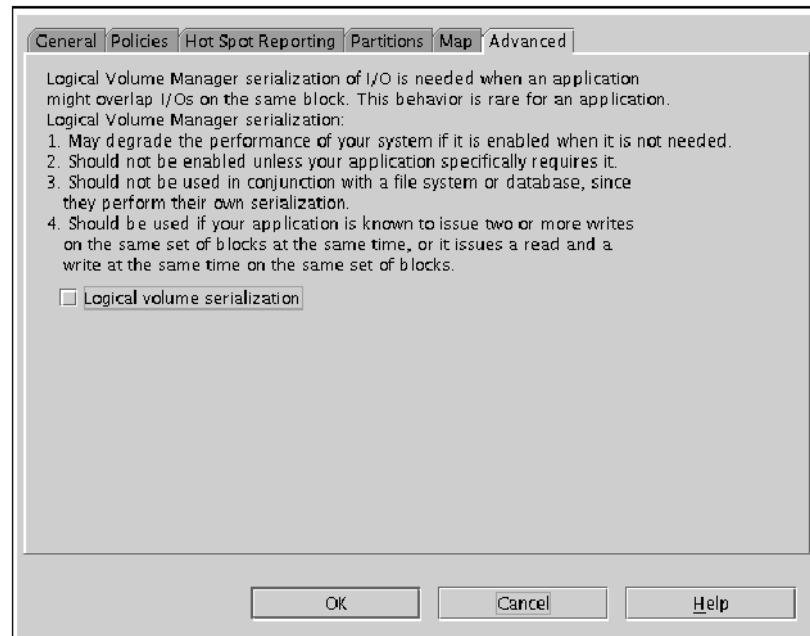 General Policies Hot Spot Reporting Partitions Map Advanced
Logical Volume Manager serialization of I/O is needed when an application
might overlap I/Os on the same block. This behavior is rare for an application.
Logical Volume Manager serialization:
1. May degrade the performance of your system if it is enabled when it is not needed.
2. Should not be enabled unless your application specifically requires it.
3. Should not be used in conjunction with a file system or database, since
they perform their own serialization.
4. Should be used if your application is known to issue two or more writes
on the same set of blocks at the same time, or it issues a read and a
write at the same time on the same set of blocks.
Logical volume serialization
OK Cancel Help